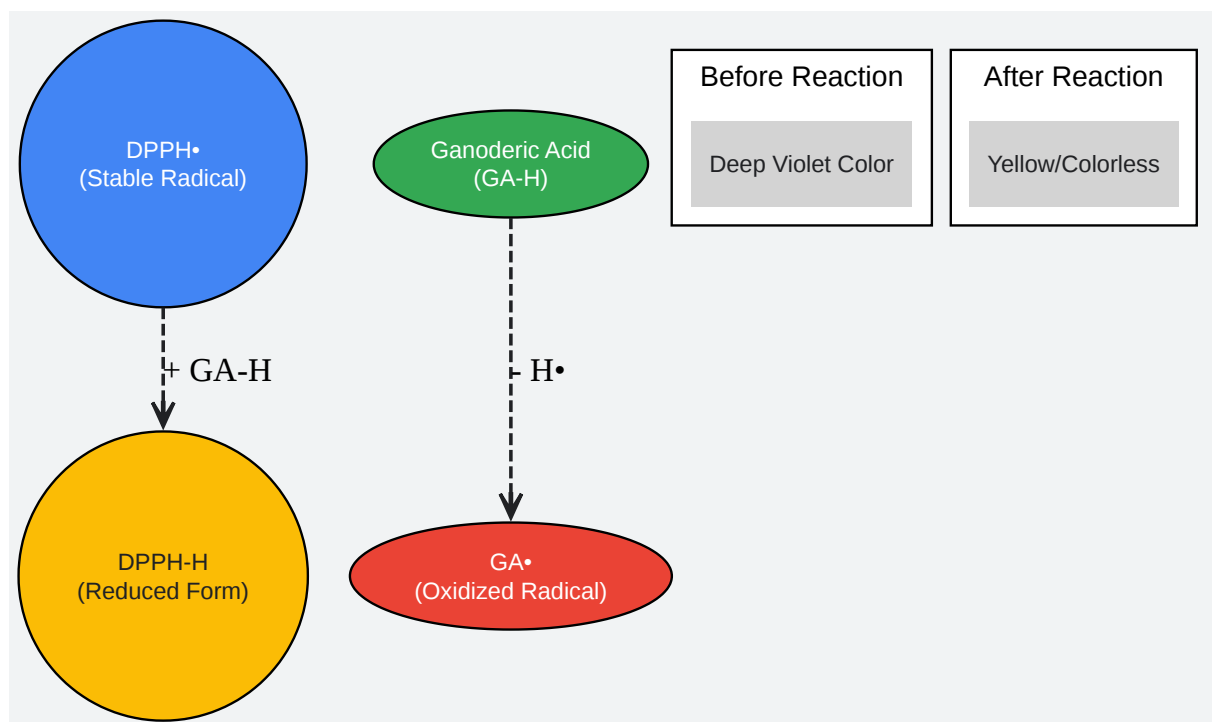 DPPH•
(Stable Radical)
Ganoderic Acid
(GA-H)
Before Reaction
Deep Violet Color
After Reaction
Yellow/Colorless
+ GA-H
- H•
DPPH-H
(Reduced Form)
GA•
(Oxidized Radical)